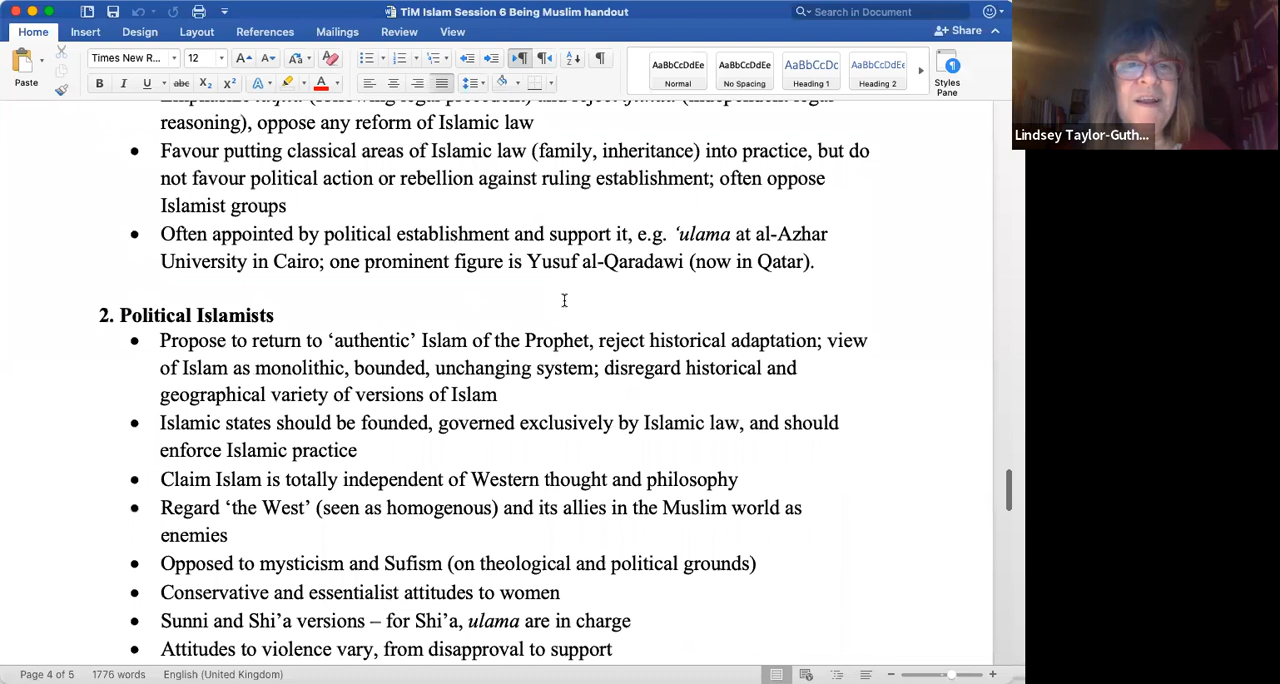 TiM Islam Session 6 Being Muslim handout
Search in Document
Home Insert Design Layout References Mailings Review View
Share
Paste
Times New R... 12
AaBbCcDdEe AaBbCcDdEe AaBbCcDc AaBbCcDdEe
Normal No Spacing Heading 1 Heading 2
Styles
Pane
Lindsey Taylor-Guth...
reasoning), oppose any reform of Islamic law
• Favour putting classical areas of Islamic law (family, inheritance) into practice, but do
not favour political action or rebellion against ruling establishment; often oppose
Islamist groups
• Often appointed by political establishment and support it, e.g. ‘ulama at al-Azhar
University in Cairo; one prominent figure is Yusuf al-Qaradawi (now in Qatar).
2. Political Islamists
• Propose to return to ‘authentic’ Islam of the Prophet, reject historical adaptation; view
of Islam as monolithic, bounded, unchanging system; disregard historical and
geographical variety of versions of Islam
• Islamic states should be founded, governed exclusively by Islamic law, and should
enforce Islamic practice
• Claim Islam is totally independent of Western thought and philosophy
• Regard ‘the West’ (seen as homogenous) and its allies in the Muslim world as
enemies
• Opposed to mysticism and Sufism (on theological and political grounds)
• Conservative and essentialist attitudes to women
• Sunni and Shi’a versions – for Shi’a, ulama are in charge
• Attitudes to violence vary, from disapproval to support
Page 4 of 5 1776 words English (United Kingdom)